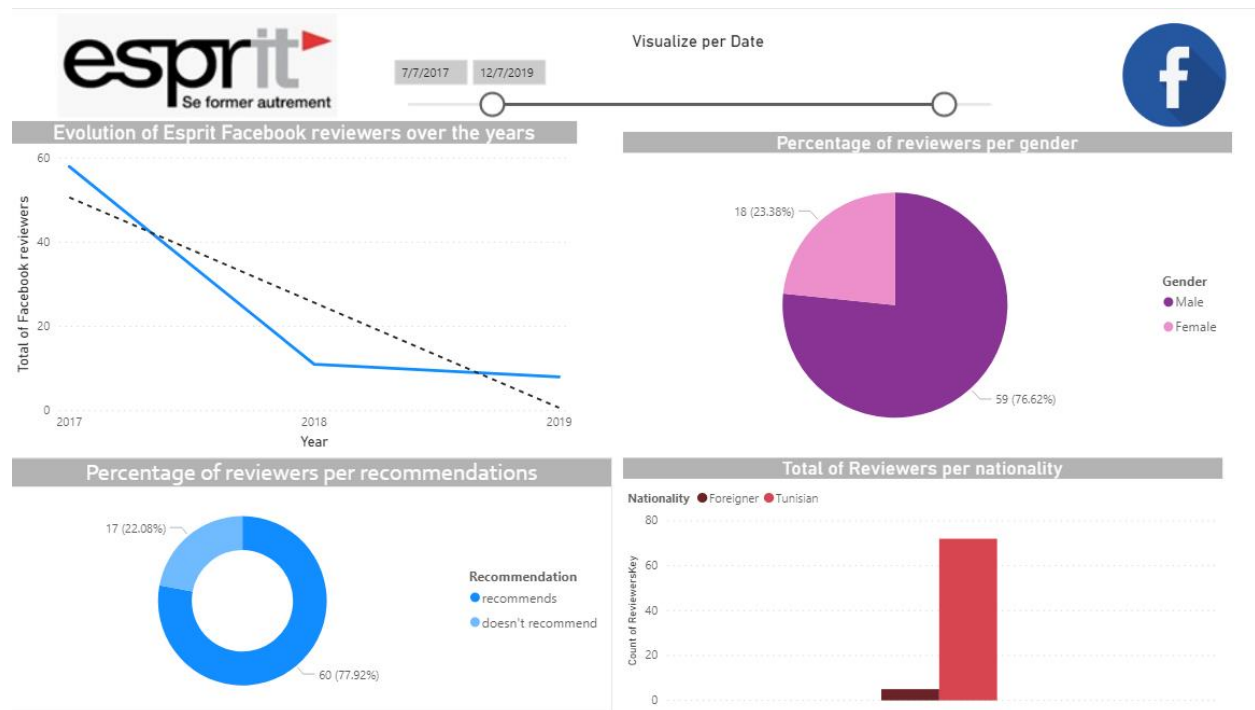 esprit
Se former autrement
7/7/2017 12/7/2019
Visualize per Date
f
Evolution of Esprit Facebook reviewers over the years
60
40
20
0
Total of Facebook reviewers
2017 2018 2019
Year
Percentage of reviewers per gender
18 (23.38%)
59 (76.62%)
Gender
Male
Female
Percentage of reviewers per recommendations
17 (22.08%)
60 (77.92%)
Recommendation
recommends
doesn't recommend
Total of Reviewers per nationality
Nationality Foreigner Tunisian
80
60
40
20
0
Count of ReviewersKey